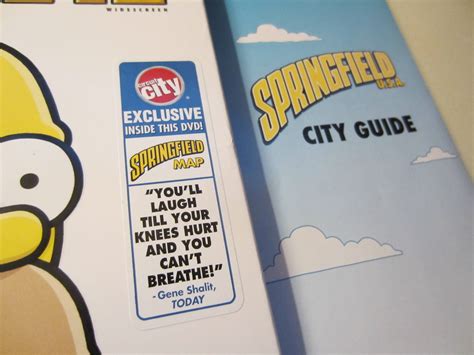 WIDESCREEN
circuit
city
EXCLUSIVE
INSIDE THIS DVD!
SPRINGFIELD
MAP
"YOU'LL
LAUGH
TILL YOUR
KNEES HURT
AND YOU
CAN'T
BREATHE!"
- Gene Shalit,
TODAY
SPRINGFIELD
U.S.A.
CITY GUIDE